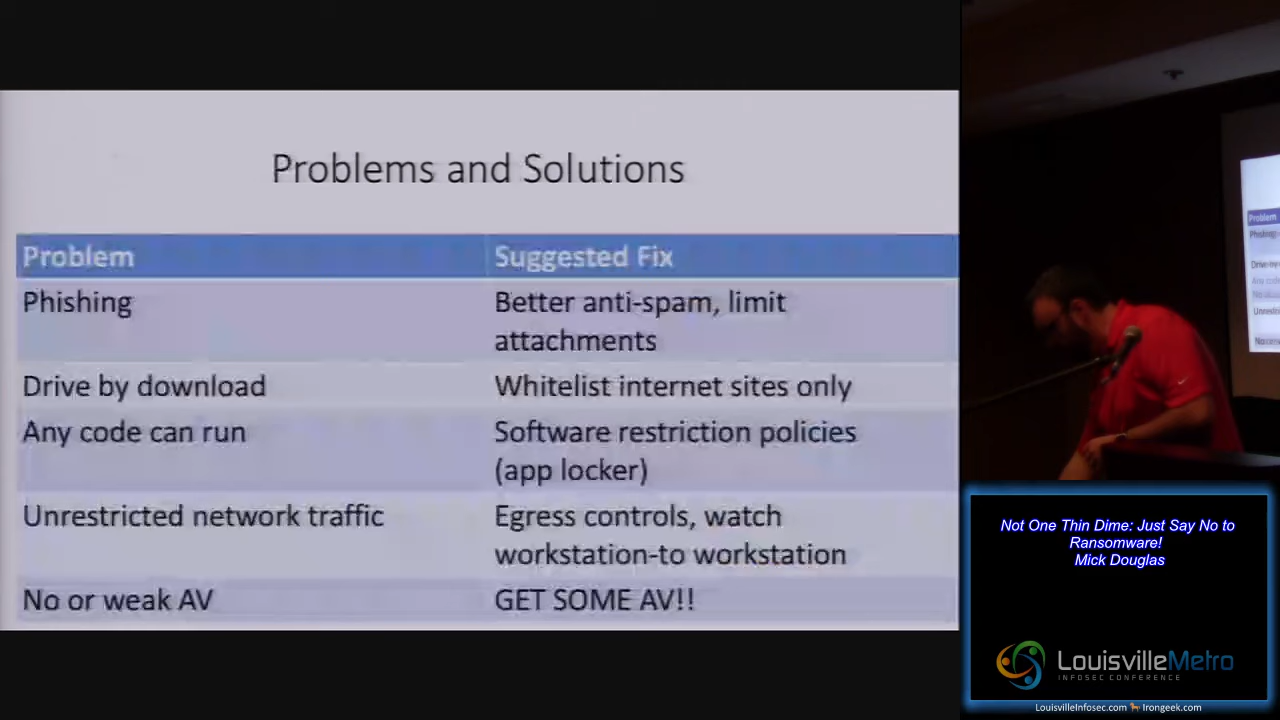 Problems and Solutions
Problem Suggested Fix
Phishing Better anti-spam, limit
attachments
Drive by download Whitelist internet sites only
Any code can run Software restriction policies
(app locker)
Unrestricted network traffic Egress controls, watch
workstation-to workstation
No or weak AV GET SOME AV!!
Problem
Phishing
Not One Thin Dime: Just Say No to
Ransomware!
Mick Douglas
LouisvilleMetro
INFOSEC CONFERENCE
LouisvilleInfosec.com Irongeek.com